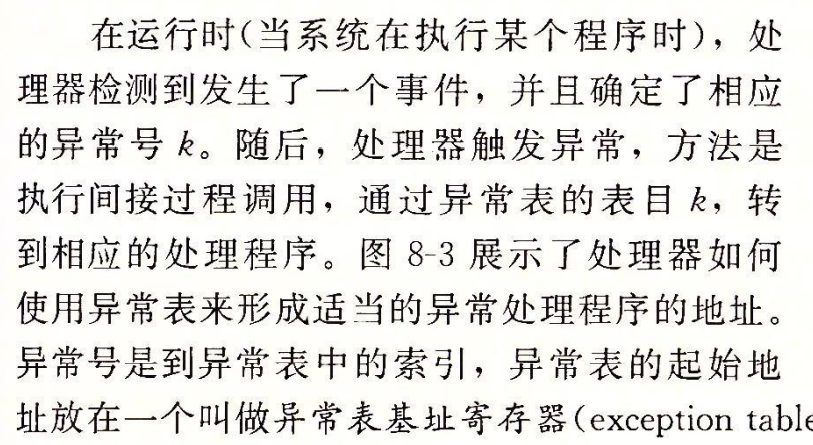 在运行时(当系统在执行某个程序时)，处
理器检测到发生了一个事件，并且确定了相应
的异常号 k。随后，处理器触发异常，方法是
执行间接过程调用，通过异常表的表目 k，转
到相应的处理程序。图 8-3 展示了处理器如何
使用异常表来形成适当的异常处理程序的地址。
异常号是到异常表中的索引，异常表的起始地
址放在一个叫做异常表基址寄存器(exception table